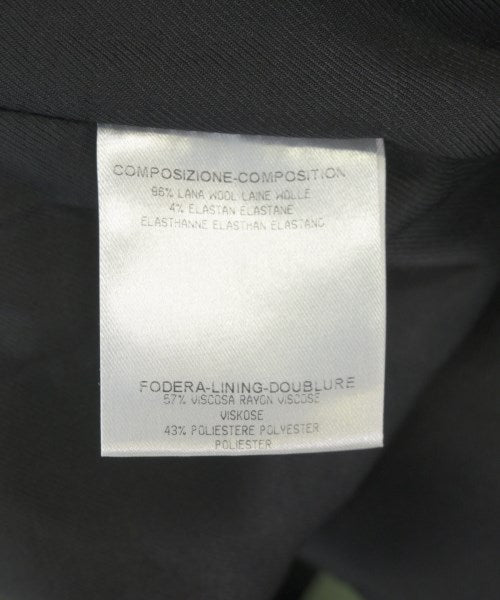 COMPOSIZIONE-COMPOSITION
96% LANA WOOL LAINE WOLLE
4% ELASTAN ELASTANE
ELASTHANNE ELASTHAN ELASTANO
FODERA-LINING-DOUBLURE
57% VISCOSA RAYON VISCOSE
VISKOSE
43% POLIESTERE POLYESTER
POLIESTER